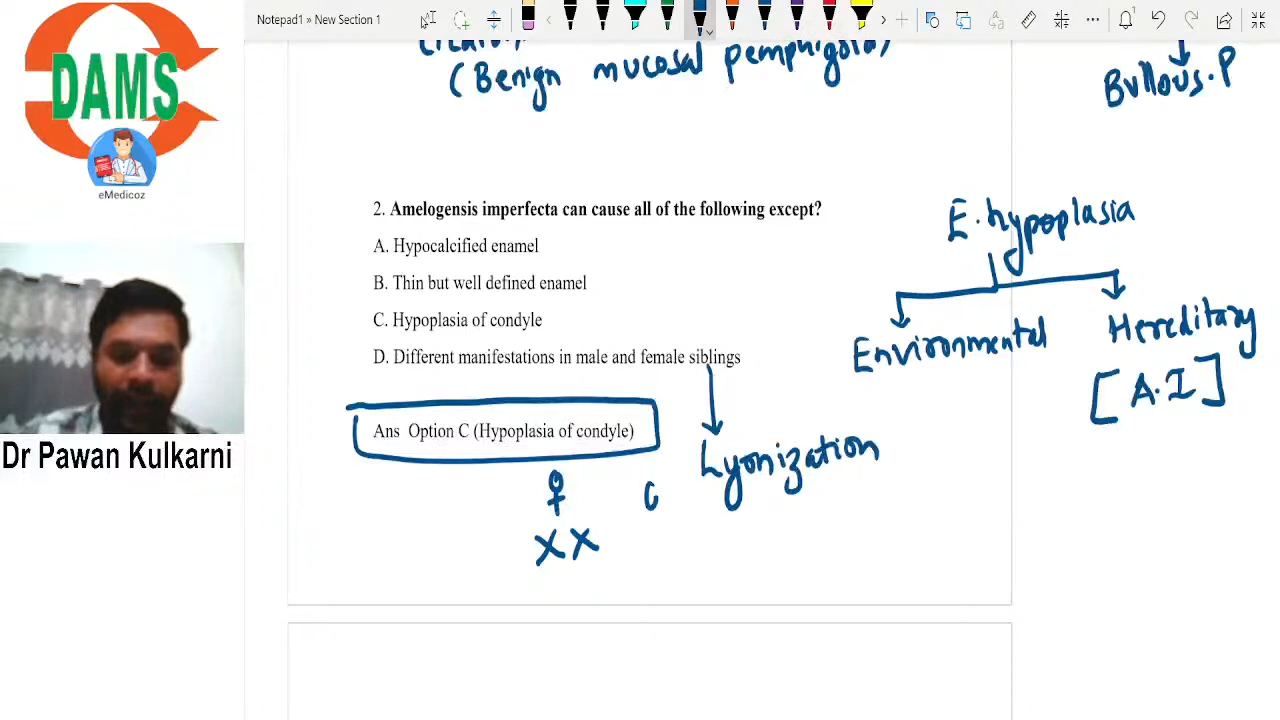 Notepad1 » New Section 1
DAMS
eMedicoz
(Benign mucosal pemphigoid)
Bullous.P
2. Amelogensis imperfecta can cause all of the following except?
A. Hypocalcified enamel
B. Thin but well defined enamel
C. Hypoplasia of condyle
D. Different manifestations in male and female siblings
E. hypoplasia
Environmental
Hereditary
[A.I]
Ans Option C (Hypoplasia of condyle)
Lyonization
♀
XX
Dr Pawan Kulkarni